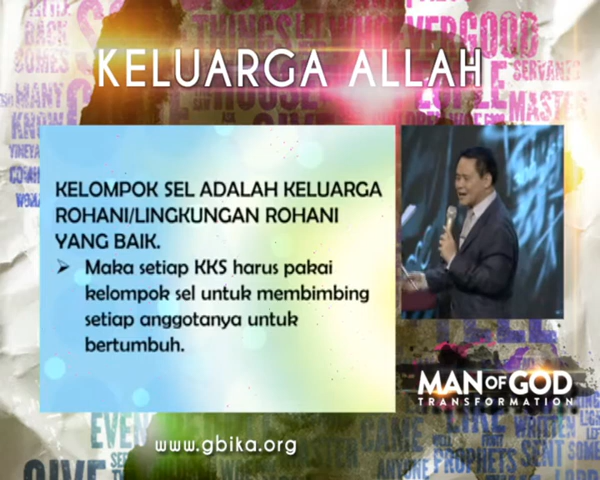 KELUARGA ALLAH
KELOMPOK SEL ADALAH KELUARGA
ROHANI/LINGKUNGAN ROHANI
YANG BAIK.
➢ Maka setiap KKS harus pakai
kelompok sel untuk membimbing
setiap anggotanya untuk
bertumbuh.
MAN OF GOD
TRANSFORMATION
www.gbika.org